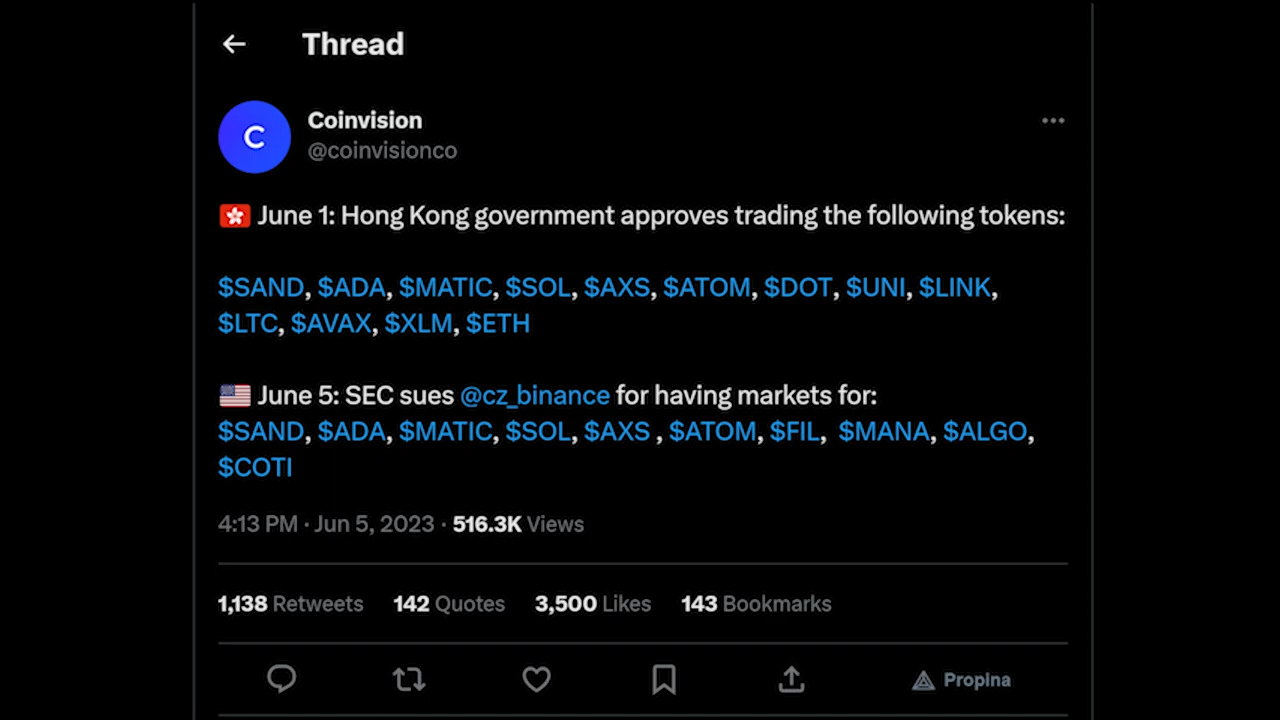 Thread
C
Coinvision
@coinvisionco
🇭🇰 June 1: Hong Kong government approves trading the following tokens:
$SAND, $ADA, $MATIC, $SOL, $AXS, $ATOM, $DOT, $UNI, $LINK,
$LTC, $AVAX, $XLM, $ETH
🇺🇸 June 5: SEC sues @cz_binance for having markets for:
$SAND, $ADA, $MATIC, $SOL, $AXS , $ATOM, $FIL,  $MANA, $ALGO,
$COTI
4:13 PM · Jun 5, 2023 · 516.3K Views
1,138 Retweets 142 Quotes 3,500 Likes 143 Bookmarks
Propina